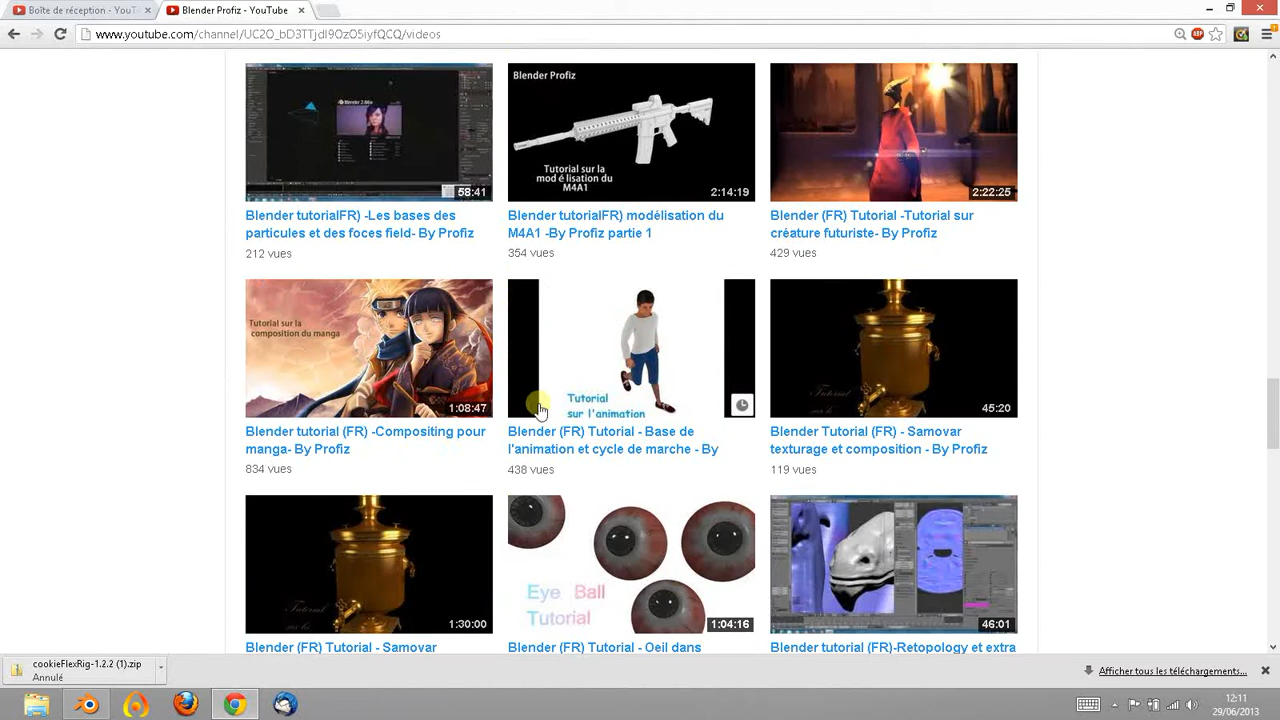 Boîte de réception - YouT
Blender Profiz - YouTube
www.youtube.com/channel/UC2O_bD3TTjdI9OzO5iyfQCQ/videos
58:41
Blender Profiz
Tutorial sur la
mod é lisation du
M4A1
2:14:19
2:22:25
Blender tutorialFR) -Les bases des
particules et des foces field- By Profiz
212 vues
Blender tutorialFR) modélisation du
M4A1 -By Profiz partie 1
354 vues
Blender (FR) Tutorial -Tutorial sur
créature futuriste- By Profiz
429 vues
Tutorial sur la
composition du manga
1:08:47
Tutorial
sur l'animation
45:20
Blender tutorial (FR) -Compositing pour
manga- By Profiz
834 vues
Blender (FR) Tutorial - Base de
l'animation et cycle de marche - By
438 vues
Blender Tutorial (FR) - Samovar
texturage et composition - By Profiz
119 vues
Tutorial
1:30:00
Eye Ball
Tutorial
1:04:16
46:01
Blender (FR) Tutorial - Samovar
Blender (FR) Tutorial - Oeil dans
Blender tutorial (FR)-Retopology et extra
cookieflexirig-1.2.2 (1).zip
Annulé
Afficher tous les téléchargements...
12:11
29/06/2013